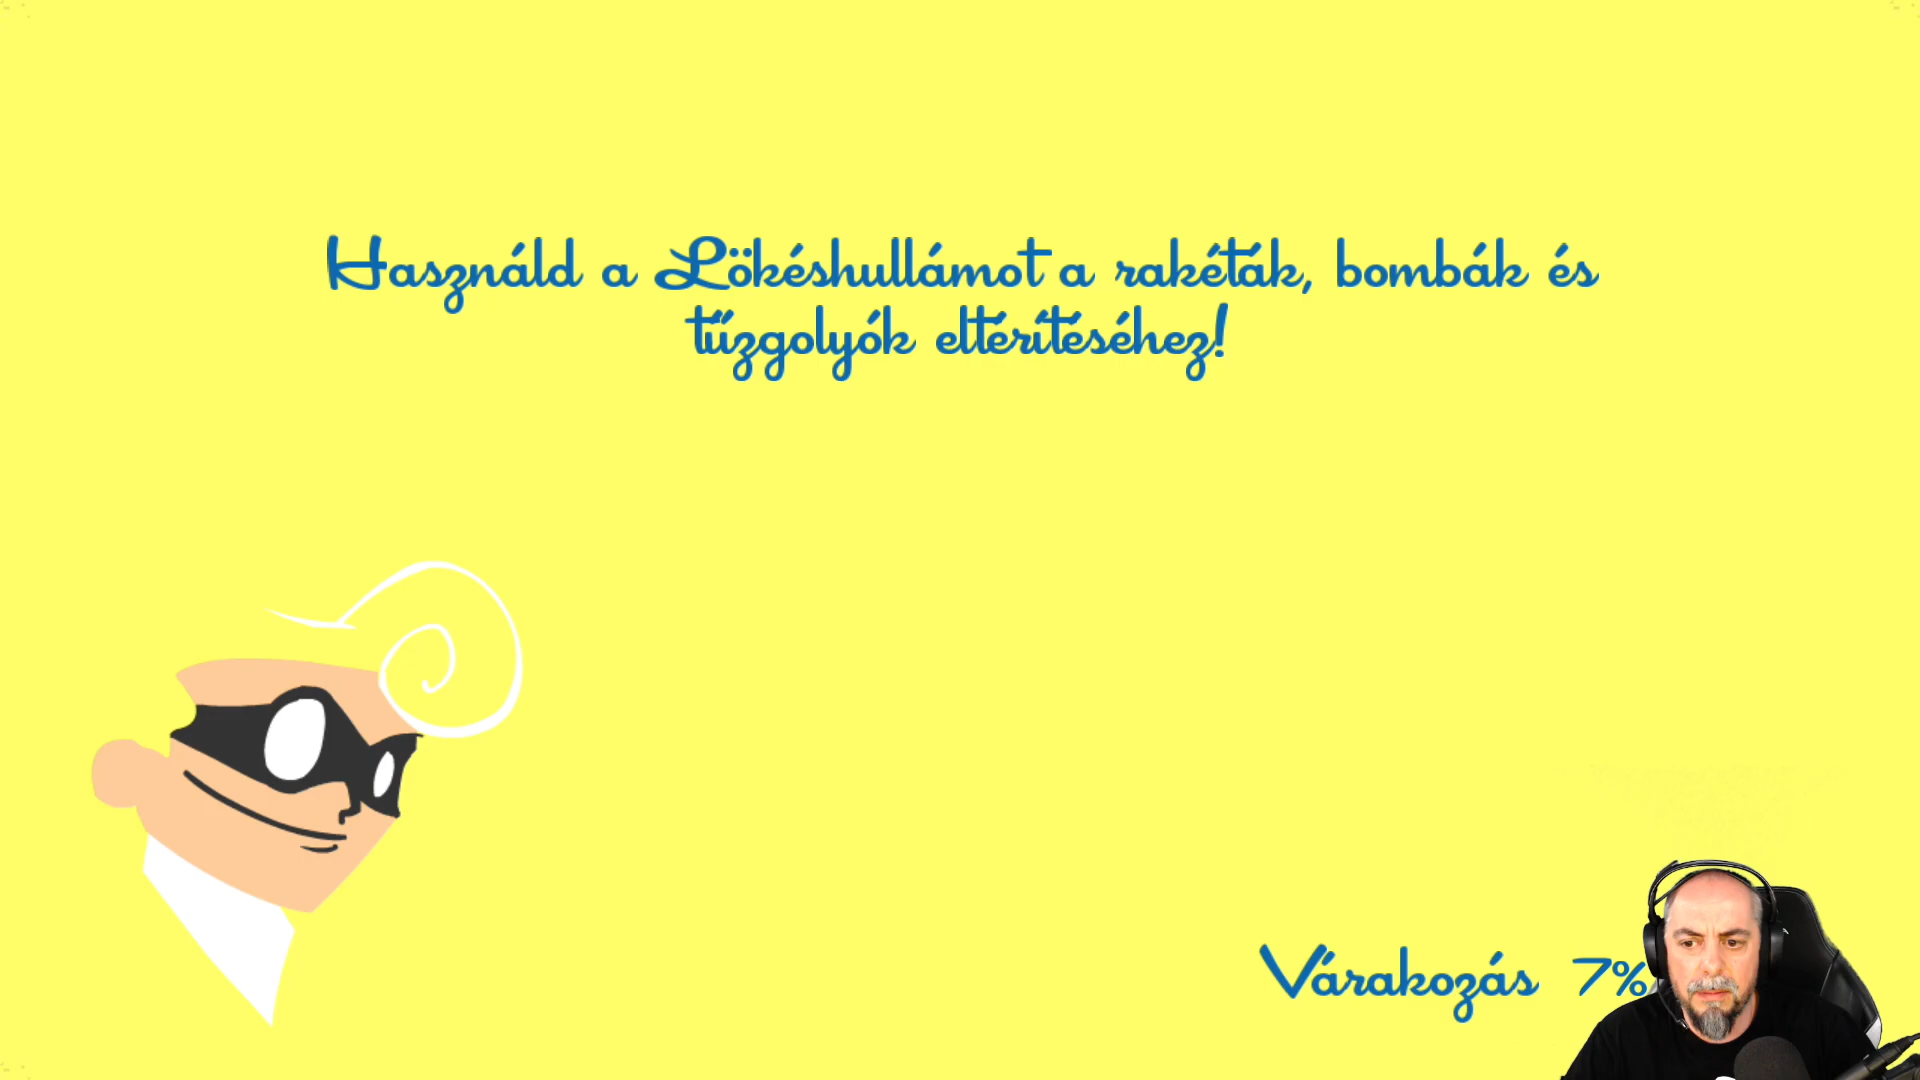 Használd a Lökéshullámot a rakéták, bombák és
tűzgolyók eltérítéséhez!
Várakozás 7%